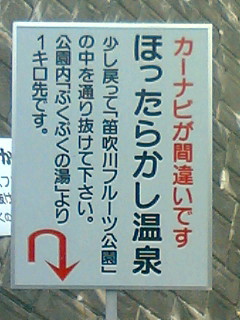 カーナビが間違いです
ほったらかし温泉
少し戻って「笛吹川フルーツ公園」
の中を通り抜けて下さい。
公園内「ぷくぷくの湯」より
1キロ先です。